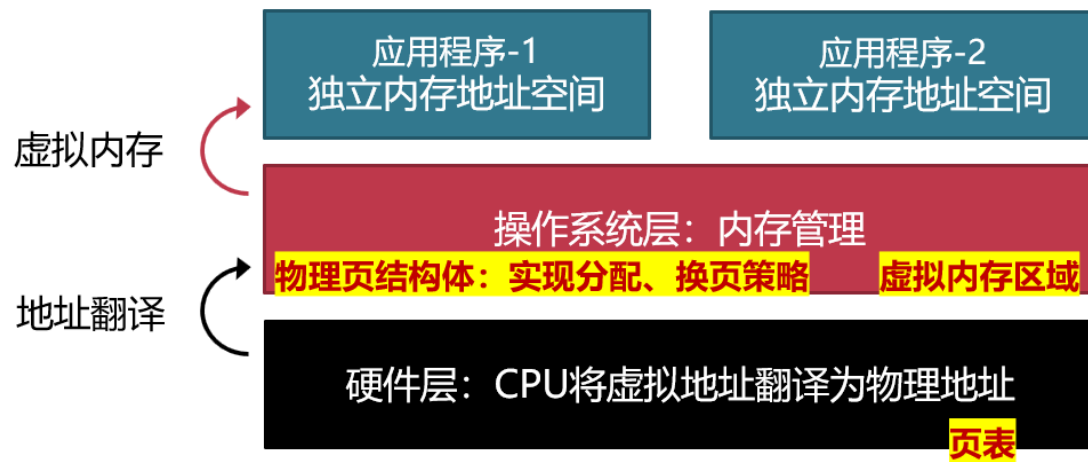 应用程序-1
独立内存地址空间
应用程序-2
独立内存地址空间
虚拟内存
操作系统层：内存管理
物理页结构体：实现分配、换页策略
虚拟内存区域
地址翻译
硬件层：CPU将虚拟地址翻译为物理地址
页表